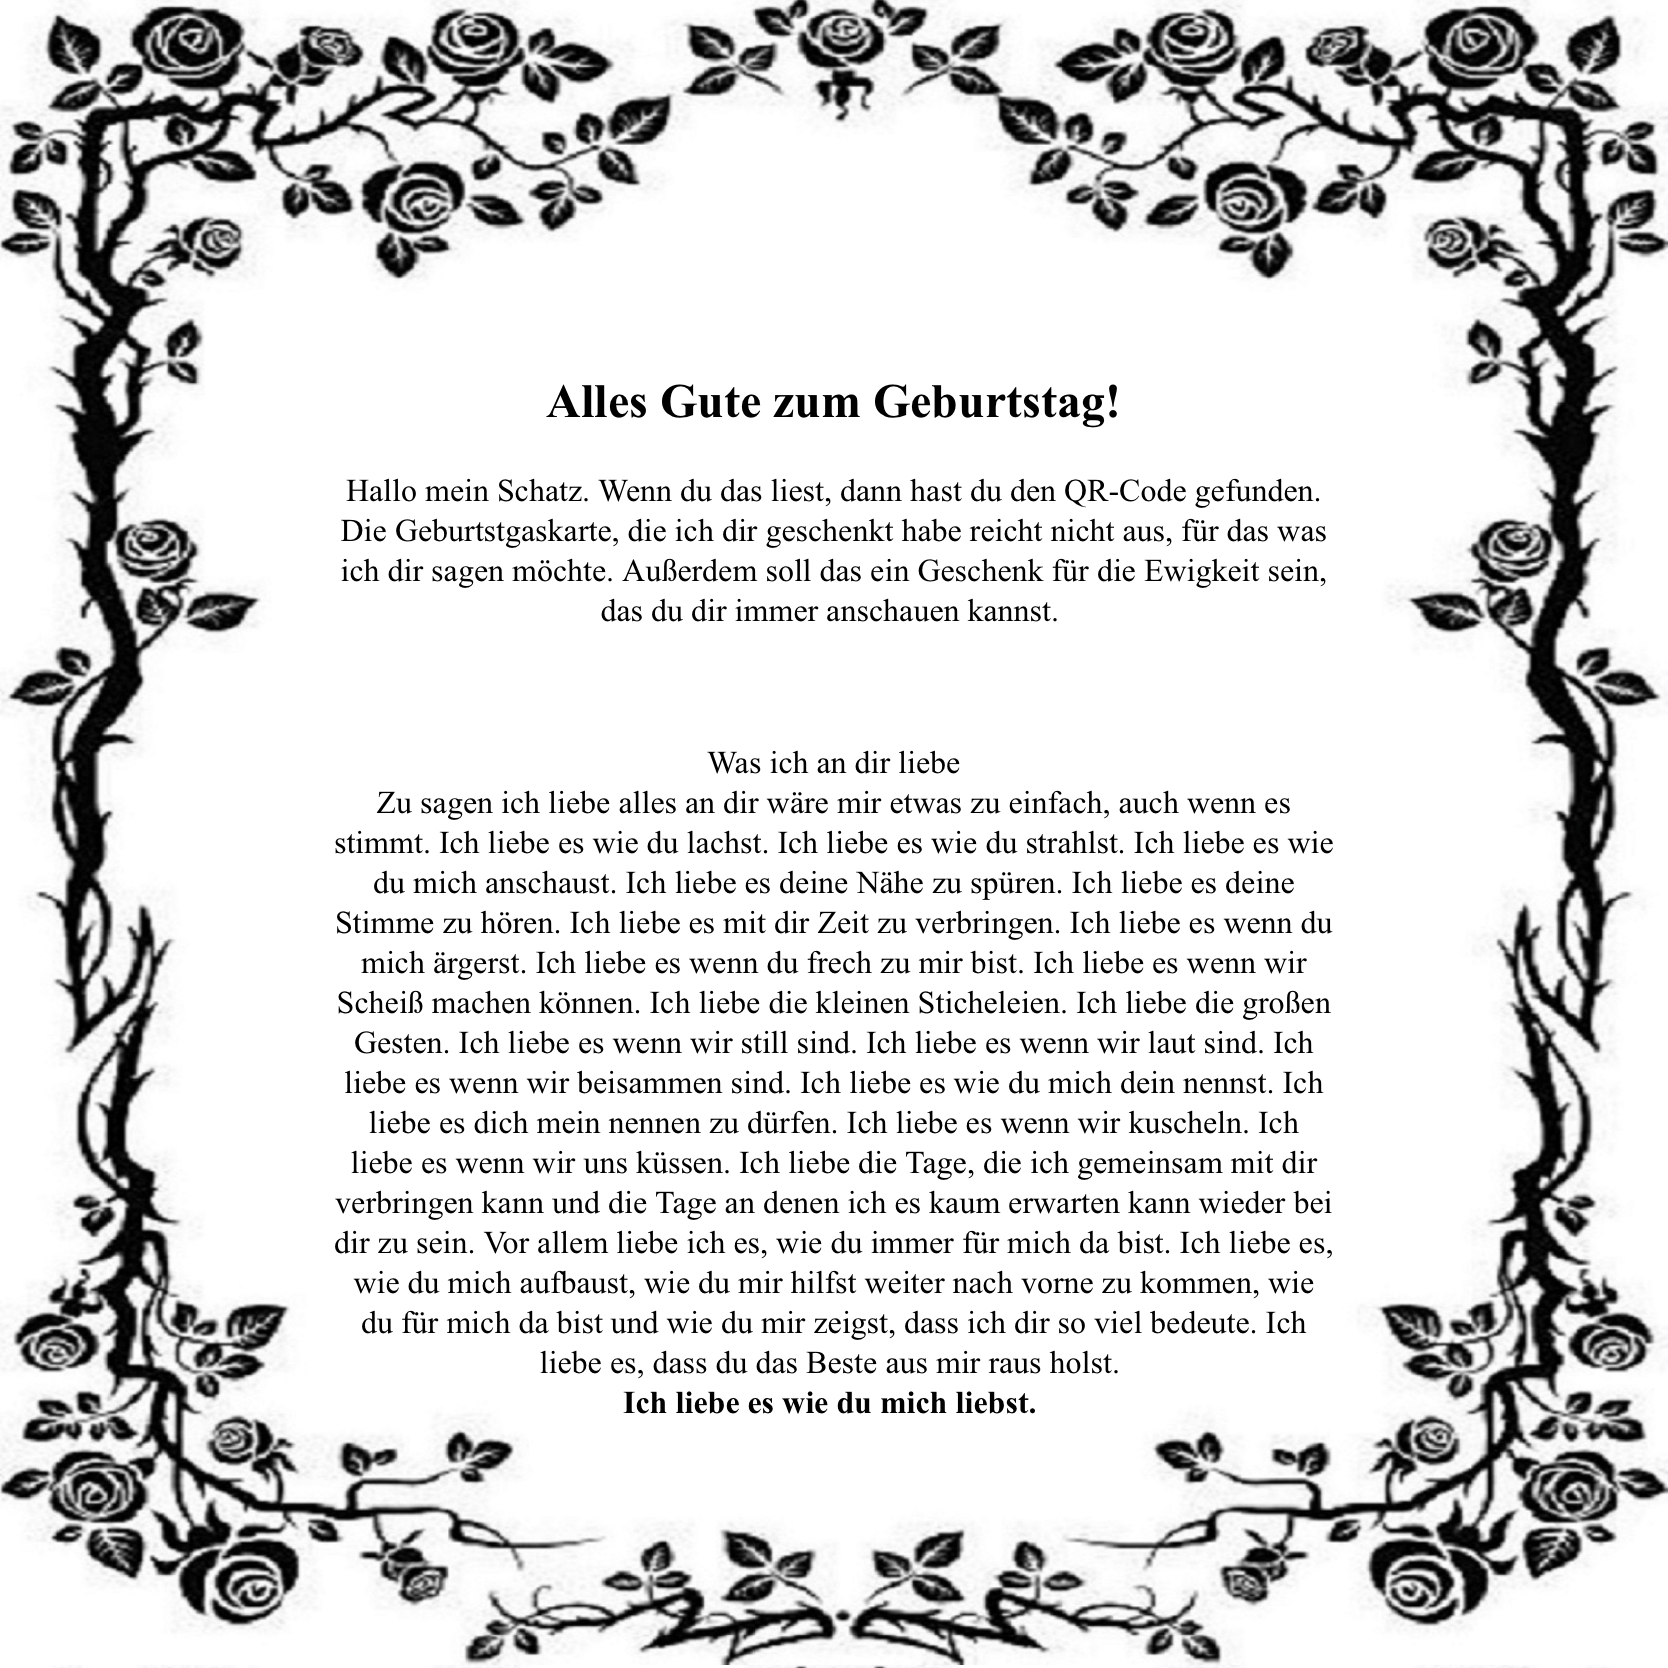 Alles Gute zum Geburtstag!
Hallo mein Schatz. Wenn du das liest, dann hast du den QR-Code gefunden.
Die Geburtstgaskarte, die ich dir geschenkt habe reicht nicht aus, für das was
ich dir sagen möchte. Außerdem soll das ein Geschenk für die Ewigkeit sein,
das du dir immer anschauen kannst.
Was ich an dir liebe
Zu sagen ich liebe alles an dir wäre mir etwas zu einfach, auch wenn es
stimmt. Ich liebe es wie du lachst. Ich liebe es wie du strahlst. Ich liebe es wie
du mich anschaust. Ich liebe es deine Nähe zu spüren. Ich liebe es deine
Stimme zu hören. Ich liebe es mit dir Zeit zu verbringen. Ich liebe es wenn du
mich ärgerst. Ich liebe es wenn du frech zu mir bist. Ich liebe es wenn wir
Scheiß machen können. Ich liebe die kleinen Sticheleien. Ich liebe die großen
Gesten. Ich liebe es wenn wir still sind. Ich liebe es wenn wir laut sind. Ich
liebe es wenn wir beisammen sind. Ich liebe es wie du mich dein nennst. Ich
liebe es dich mein nennen zu dürfen. Ich liebe es wenn wir kuscheln. Ich
liebe es wenn wir uns küssen. Ich liebe die Tage, die ich gemeinsam mit dir
verbringen kann und die Tage an denen ich es kaum erwarten kann wieder bei
dir zu sein. Vor allem liebe ich es, wie du immer für mich da bist. Ich liebe es,
wie du mich aufbaust, wie du mir hilfst weiter nach vorne zu kommen, wie
du für mich da bist und wie du mir zeigst, dass ich dir so viel bedeute. Ich
liebe es, dass du das Beste aus mir raus holst.
Ich liebe es wie du mich liebst.